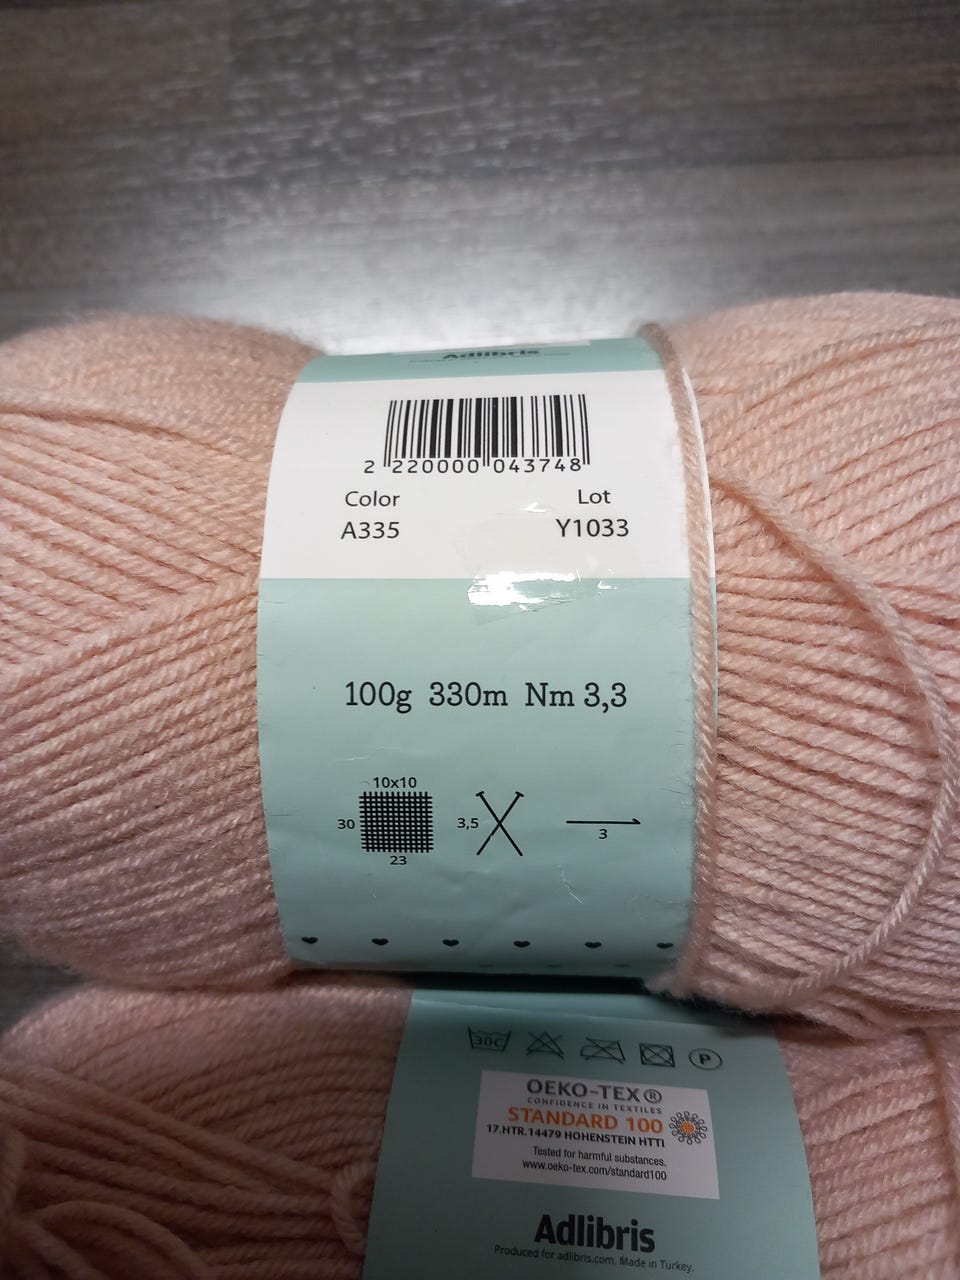 Adlibris
2 220000 043748
Color Lot
A335 Y1033
100g 330m Nm 3,3
10x10
30 3,5
3
23
30C P
OEKO-TEX®
CONFIDENCE IN TEXTILES
STANDARD 100
17.HTR.14479 HOHENSTEIN HTTI
Tested for harmful substances.
www.oeko-tex.com/standard100
Adlibris
Produced for adlibris.com. Made in Turkey.